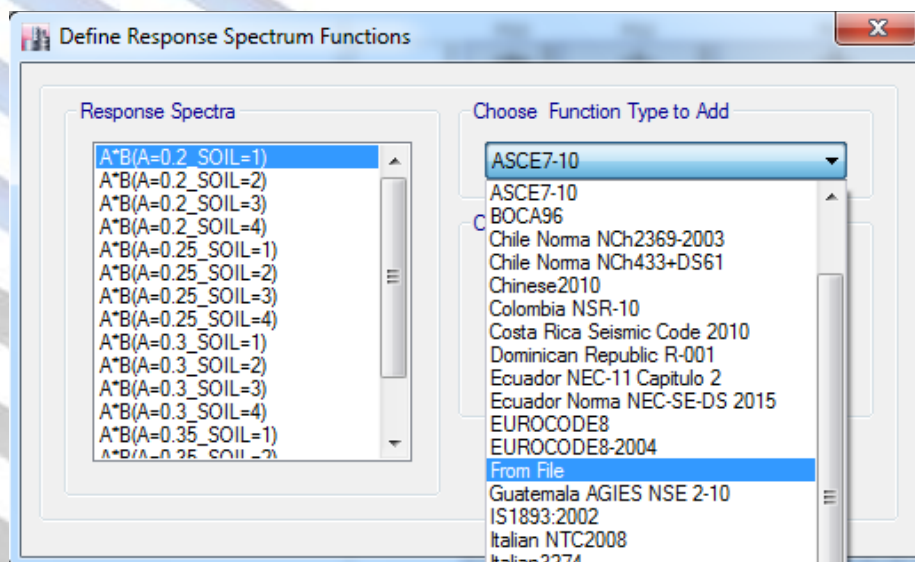 Define Response Spectrum Functions
Response Spectra
A*B(A=0.2_SOIL=1)
A*B(A=0.2_SOIL=2)
A*B(A=0.2_SOIL=3)
A*B(A=0.2_SOIL=4)
A*B(A=0.25_SOIL=1)
A*B(A=0.25_SOIL=2)
A*B(A=0.25_SOIL=3)
A*B(A=0.25_SOIL=4)
A*B(A=0.3_SOIL=1)
A*B(A=0.3_SOIL=2)
A*B(A=0.3_SOIL=3)
A*B(A=0.3_SOIL=4)
A*B(A=0.35_SOIL=1)
A*B(A=0.35_SOIL=2)
Choose Function Type to Add
ASCE7-10
ASCE7-10
BOCA96
Chile Norma NCh2369-2003
Chile Norma NCh433+DS61
Chinese2010
Colombia NSR-10
Costa Rica Seismic Code 2010
Dominican Republic R-001
Ecuador NEC-11 Capitulo 2
Ecuador Norma NEC-SE-DS 2015
EUROCODE8
EUROCODE8-2004
From File
Guatemala AGIES NSE 2-10
IS1893:2002
Italian NTC2008
Italian3274